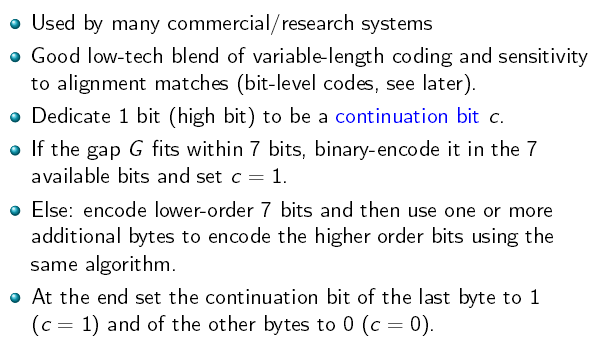 Used by many commercial/research systems
Good low-tech blend of variable-length coding and sensitivity
to alignment matches (bit-level codes, see later).
Dedicate 1 bit (high bit) to be a continuation bit c.
If the gap G fits within 7 bits, binary-encode it in the 7
available bits and set c = 1.
Else: encode lower-order 7 bits and then use one or more
additional bytes to encode the higher order bits using the
same algorithm.
At the end set the continuation bit of the last byte to 1
(c = 1) and of the other bytes to 0 (c = 0).